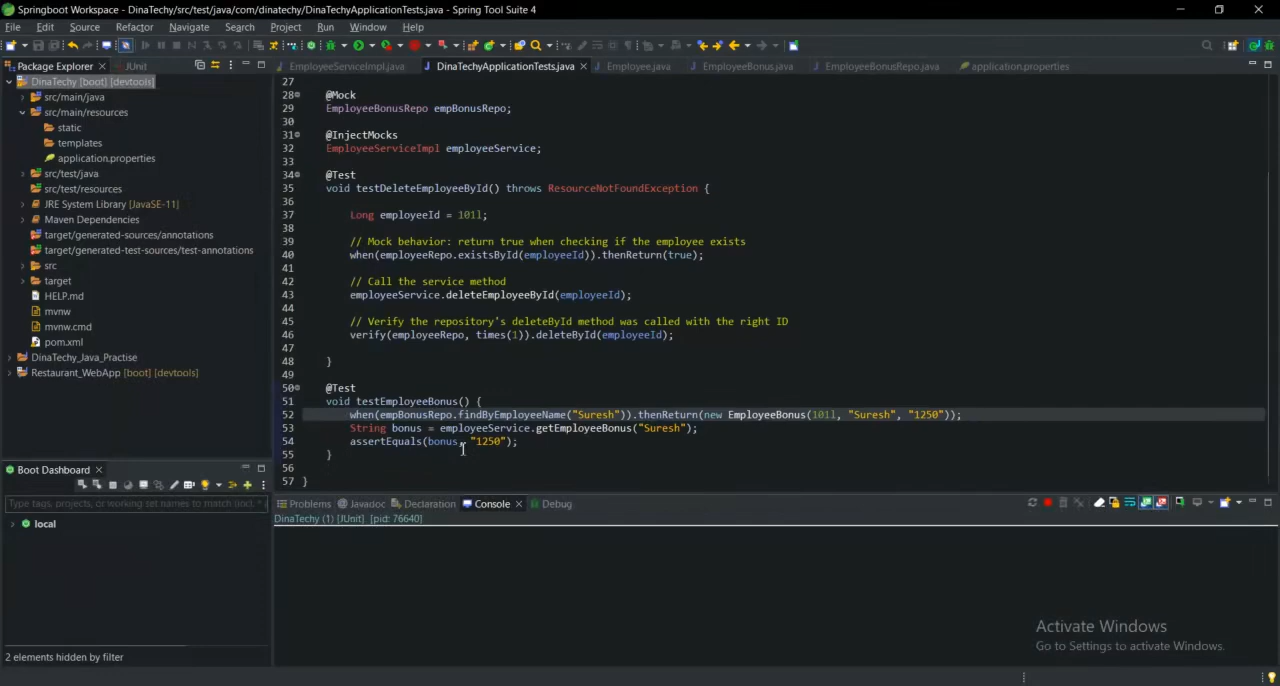 Springboot Workspace - DinaTechy/src/test/java/com/dinatechy/DinaTechyApplicationTests.java - Spring Tool Suite 4
File Edit Source Refactor Navigate Search Project Run Window Help
Package Explorer
JUnit
DinaTechy [boot] [devtools]
src/main/java
src/main/resources
static
templates
application.properties
src/test/java
src/test/resources
JRE System Library [JavaSE-11]
Maven Dependencies
target/generated-sources/annotations
target/generated-test-sources/test-annotations
src
target
HELP.md
mvnw
mvnw.cmd
pom.xml
DinaTechy_Java_Practise
Restaurant_WebApp [boot] [devtools]
Boot Dashboard
Type tags, projects, or working set names to match (incl. *
local
2 elements hidden by filter
EmployeeServiceImpl.java DinaTechyApplicationTests.java Employee.java EmployeeBonus.java EmployeeBonusRepo.java application.properties
27
28 @Mock
29 EmployeeBonusRepo empBonusRepo;
30
31 @InjectMocks
32 EmployeeServiceImpl employeeService;
33
34 @Test
35 void testDeleteEmployeeById() throws ResourceNotFoundException {
36
37 Long employeeId = 101l;
38
39 // Mock behavior: return true when checking if the employee exists
40 when(employeeRepo.existsById(employeeId)).thenReturn(true);
41
42 // Call the service method
43 employeeService.deleteEmployeeById(employeeId);
44
45 // Verify the repository's deleteById method was called with the right ID
46 verify(employeeRepo, times(1)).deleteById(employeeId);
47
48 }
49
50 @Test
51 void testEmployeeBonus() {
52 when(empBonusRepo.findByEmployeeName("Suresh")).thenReturn(new EmployeeBonus(101l, "Suresh", "1250"));
53 String bonus = employeeService.getEmployeeBonus("Suresh");
54 assertEquals(bonus, "1250");
55 }
56
57 }
Problems Javadoc Declaration Console Debug
DinaTechy (1) [JUnit] [pid: 76640]
Activate Windows
Go to Settings to activate Windows.